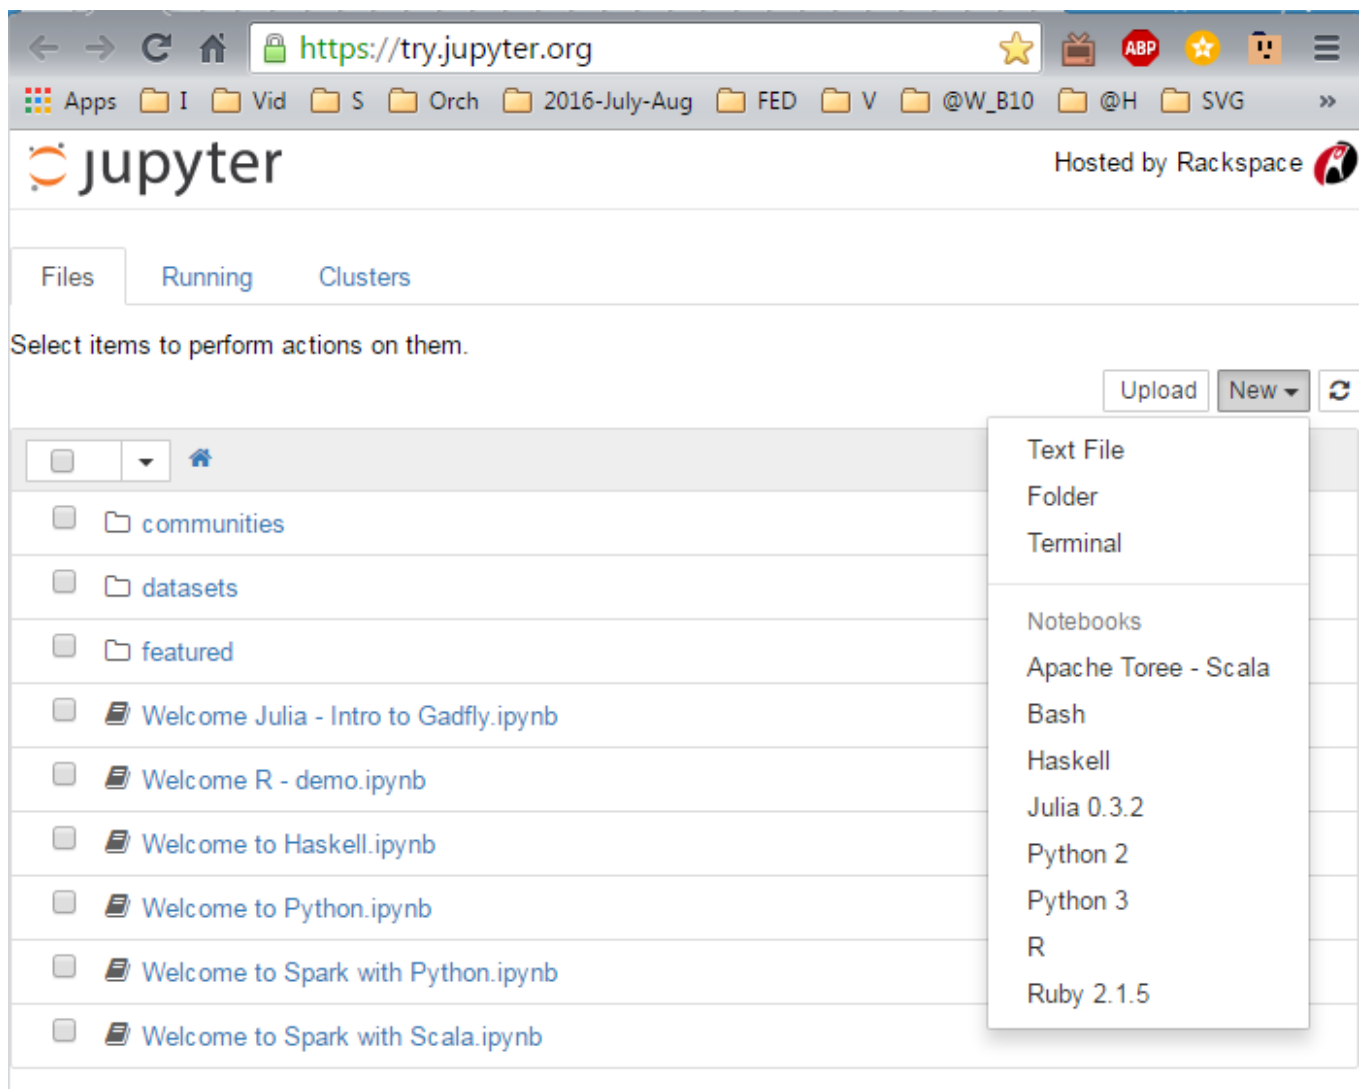 https://try.jupyter.org ABP
Apps I Vid S Orch 2016-July-Aug FED V @W_B10 @H SVG »
jupyter Hosted by Rackspace
Files Running Clusters
Select items to perform actions on them.
Upload New
Text File
Folder
Terminal
Notebooks
Apache Toree - Scala
Bash
Haskell
Julia 0.3.2
Python 2
Python 3
R
Ruby 2.1.5
communities
datasets
featured
Welcome Julia - Intro to Gadfly.ipynb
Welcome R - demo.ipynb
Welcome to Haskell.ipynb
Welcome to Python.ipynb
Welcome to Spark with Python.ipynb
Welcome to Spark with Scala.ipynb